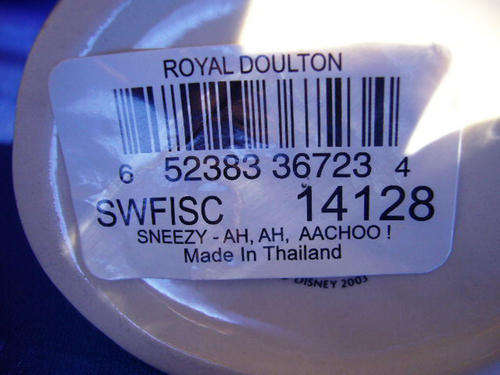 ROYAL DOULTON
6 52383 36723 4
SWFISC 14128
SNEEZY - AH, AH, AACHOO !
Made In Thailand
DISNEY 2003